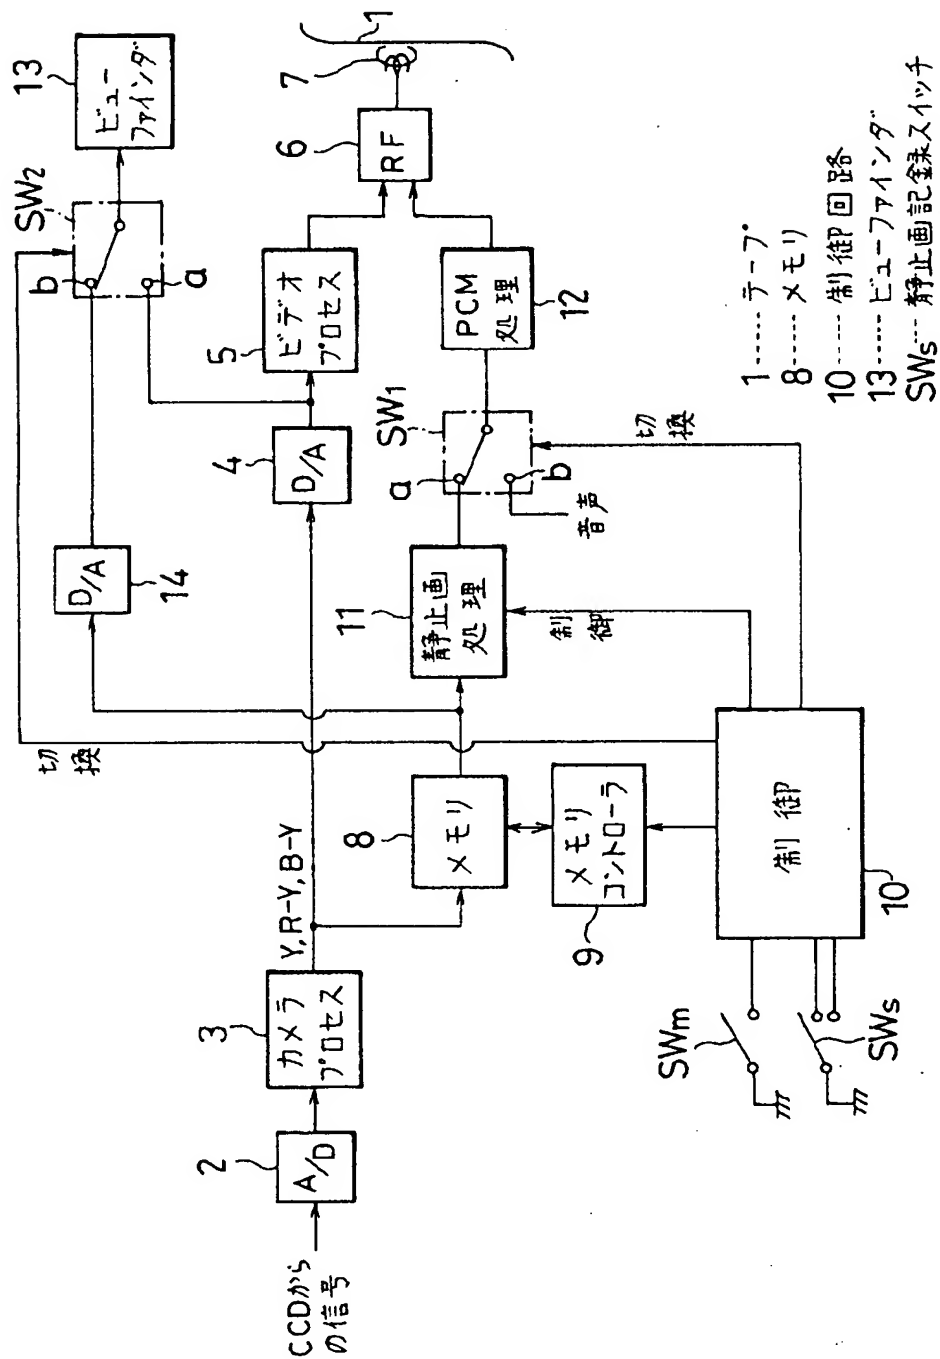 CCDから
の信号
2
A/D
3
カメラ
プロセス
Y,R-Y,B-Y
切
換
14
D/A
SW2
b
a
13
ビュー
ファインダ
4
D/A
5
ビデオ
プロセス
6
RF
7
1
8
メモリ
9
メモリ
コントローラ
11
静止画
処理
制
御
SW1
a
b
音声
切
換
PCM
処理
12
SWm
SWs
制御
10
1……テープ
8……メモリ
10……制御回路
13……ビューファインダ
SWs…静止画記録スイッチ